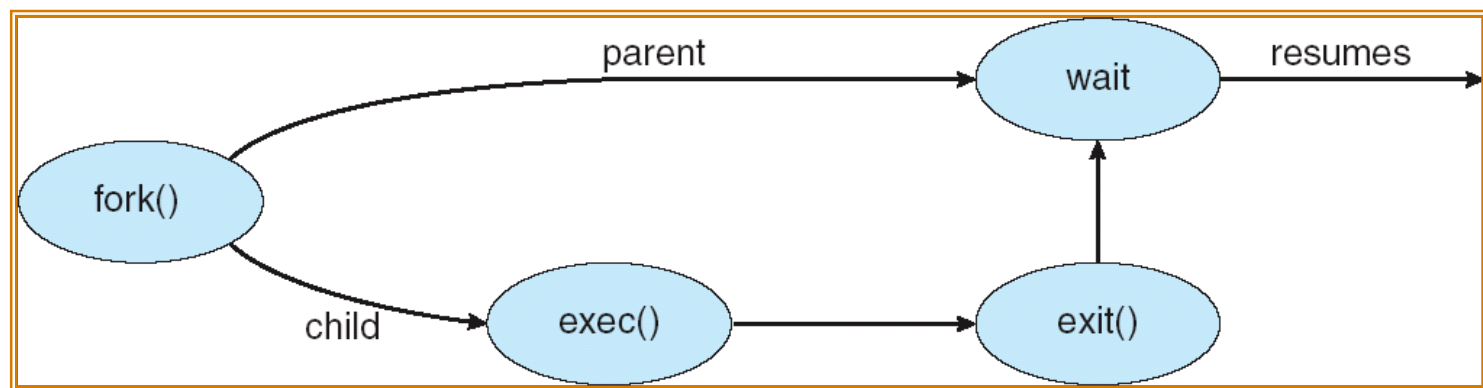 parent
wait
resumes
fork()
child
exec()
exit()